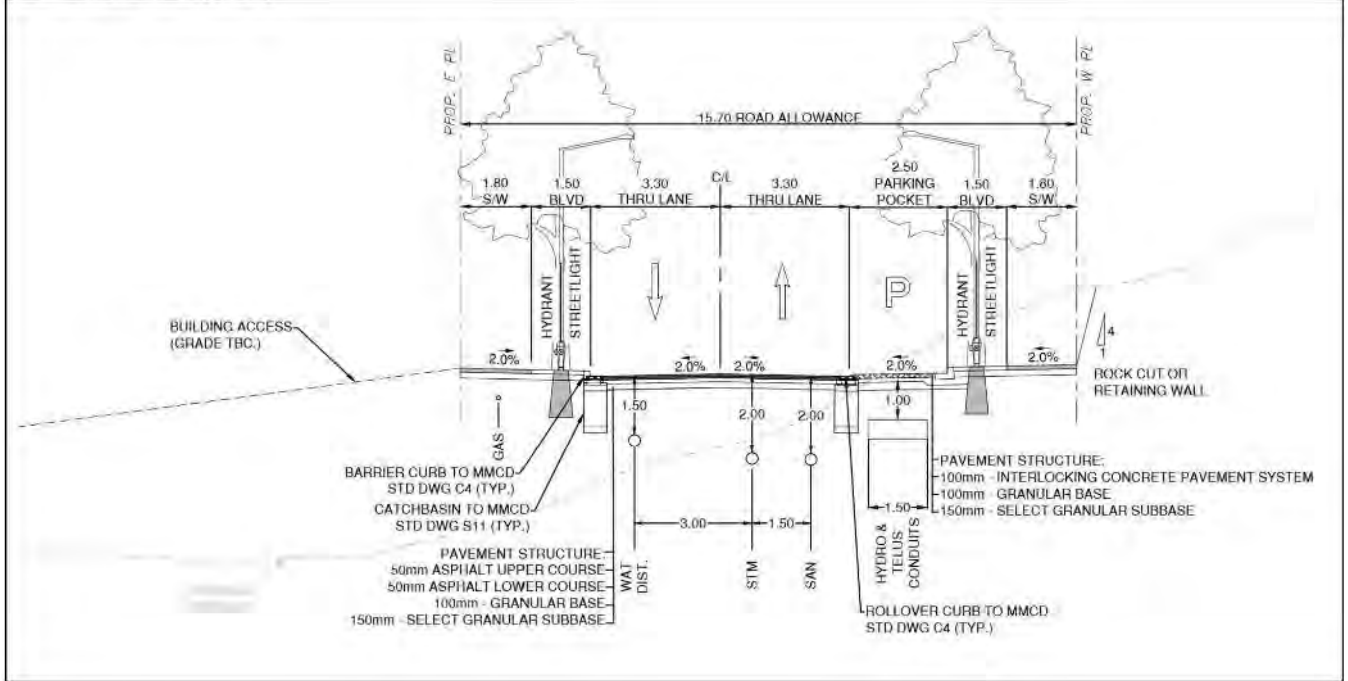 PROP. E PL
PROP. W PL
15.70 ROAD ALLOWANCE
1.80
S/W
1.50
BLVD
3.30
THRU LANE
C/L
3.30
THRU LANE
2.50
PARKING
POCKET
1.50
BLVD
1.60
S/W
HYDRANT
STREETLIGHT
P
HYDRANT
STREETLIGHT
BUILDING ACCESS
(GRADE TBC.)
2.0%
2.0%
2.0%
2.0%
2.0%
4
ROCK CUT OR
RETAINING WALL
GAS
1.50
2.00
2.00
1.00
BARRIER CURB TO MMCD
STD DWG C4 (TYP.)
CATCHBASIN TO MMCD
STD DWG S11 (TYP.)
PAVEMENT STRUCTURE:
100mm - INTERLOCKING CONCRETE PAVEMENT SYSTEM
100mm - GRANULAR BASE
150mm - SELECT GRANULAR SUBBASE
3.00
1.50
1.50
PAVEMENT STRUCTURE:
50mm ASPHALT UPPER COURSE
50mm ASPHALT LOWER COURSE
100mm - GRANULAR BASE
150mm - SELECT GRANULAR SUBBASE
WAT
DIST.
STM
SAN
HYDRO &
TELUS
CONDUITS
ROLLOVER CURB TO MMCD
STD DWG C4 (TYP.)